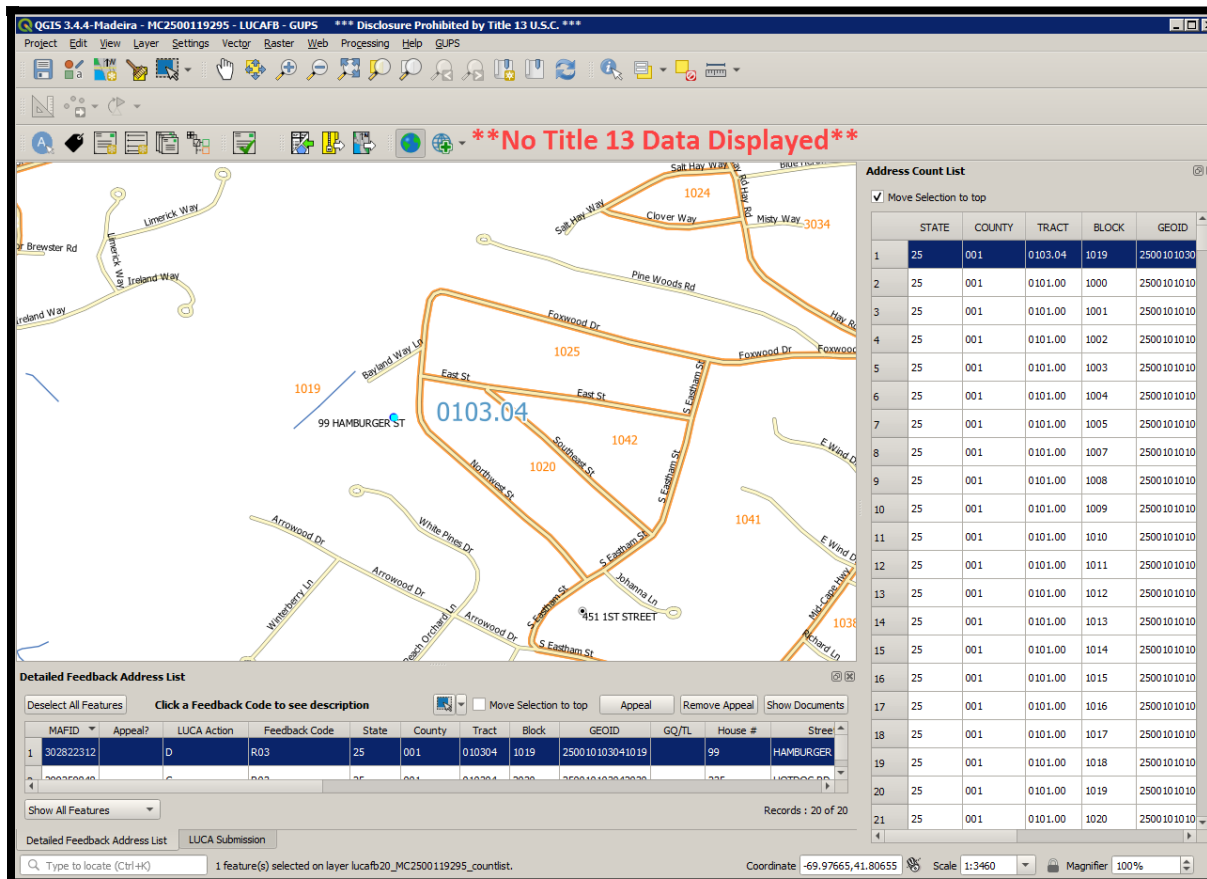 QGIS 3.4.4-Madeira - MC2500119295 - LUCAFB - GUPS *** Disclosure Prohibited by Title 13 U.S.C. ***
Project Edit View Layer Settings Vector Raster Web Processing Help GUPS
**No Title 13 Data Displayed**
Salt Hay Way
1024
Clover Way
Misty Way
3034
Salt Hay Way
Limerick Way
Limerick Way
or Brewster Rd
Ireland Way
Ireland Way
Pine Woods Rd
Hay Rd
Foxwood Dr
Foxwood Dr
Foxwood
1025
Bayland Way Ln
East St
East St
S Eastham St
1019
99 HAMBURGER ST
0103.04
1042
1020
Southeast St
Northwest St
S Eastham St
E Wind D
1041
E Wind D
Arrowood Dr
White Pines Dr
Arrowood Dr
Winterberry Ln
S Eastham St
Johanna Ln
S Eastham St
451 1ST STREET
Arrowood Dr
S Eastham St
Mid-Cape Hwy
1038
Richard Ln
Address Count List
Move Selection to top
STATE COUNTY TRACT BLOCK GEOID
1 25 001 0103.04 1019 2500101030
2 25 001 0101.00 1000 2500101010
3 25 001 0101.00 1001 2500101010
4 25 001 0101.00 1002 2500101010
5 25 001 0101.00 1003 2500101010
6 25 001 0101.00 1004 2500101010
7 25 001 0101.00 1005 2500101010
8 25 001 0101.00 1007 2500101010
9 25 001 0101.00 1008 2500101010
10 25 001 0101.00 1009 2500101010
11 25 001 0101.00 1010 2500101010
12 25 001 0101.00 1011 2500101010
13 25 001 0101.00 1012 2500101010
14 25 001 0101.00 1013 2500101010
15 25 001 0101.00 1014 2500101010
16 25 001 0101.00 1015 2500101010
17 25 001 0101.00 1016 2500101010
18 25 001 0101.00 1017 2500101010
19 25 001 0101.00 1018 2500101010
20 25 001 0101.00 1019 2500101010
21 25 001 0101.00 1020 2500101010
Detailed Feedback Address List
Deselect All Features Click a Feedback Code to see description Move Selection to top Appeal Remove Appeal Show Documents
MAFID Appeal? LUCA Action Feedback Code State County Tract Block GEOID GQ/TL House # Stree
1 302822312 D R03 25 001 010304 1019 250010103041019 99 HAMBURGER
Show All Features Records : 20 of 20
Detailed Feedback Address List LUCA Submission
Type to locate (Ctrl+K) 1 feature(s) selected on layer lucafb20_MC2500119295_countlist. Coordinate -69.97665,41.80655 Scale 1:3460 Magnifier 100%